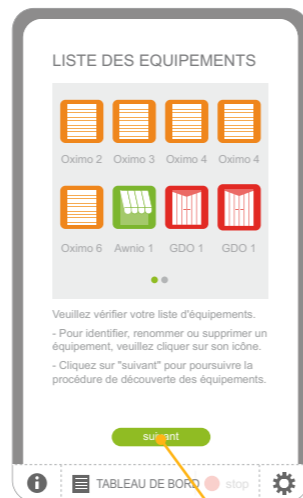 LISTE DES EQUIPEMENTS
Oximo 2 Oximo 3 Oximo 4 Oximo 4
Oximo 6 Awnio 1 GDO 1 GDO 1
Veuillez vérifier votre liste d'équipements.
- Pour identifier, renommer ou supprimer un
équipement, veuillez cliquer sur son icône.
- Cliquez sur "suivant" pour poursuivre la
procédure de découverte des équipements.
suivant
TABLEAU DE BORD stop